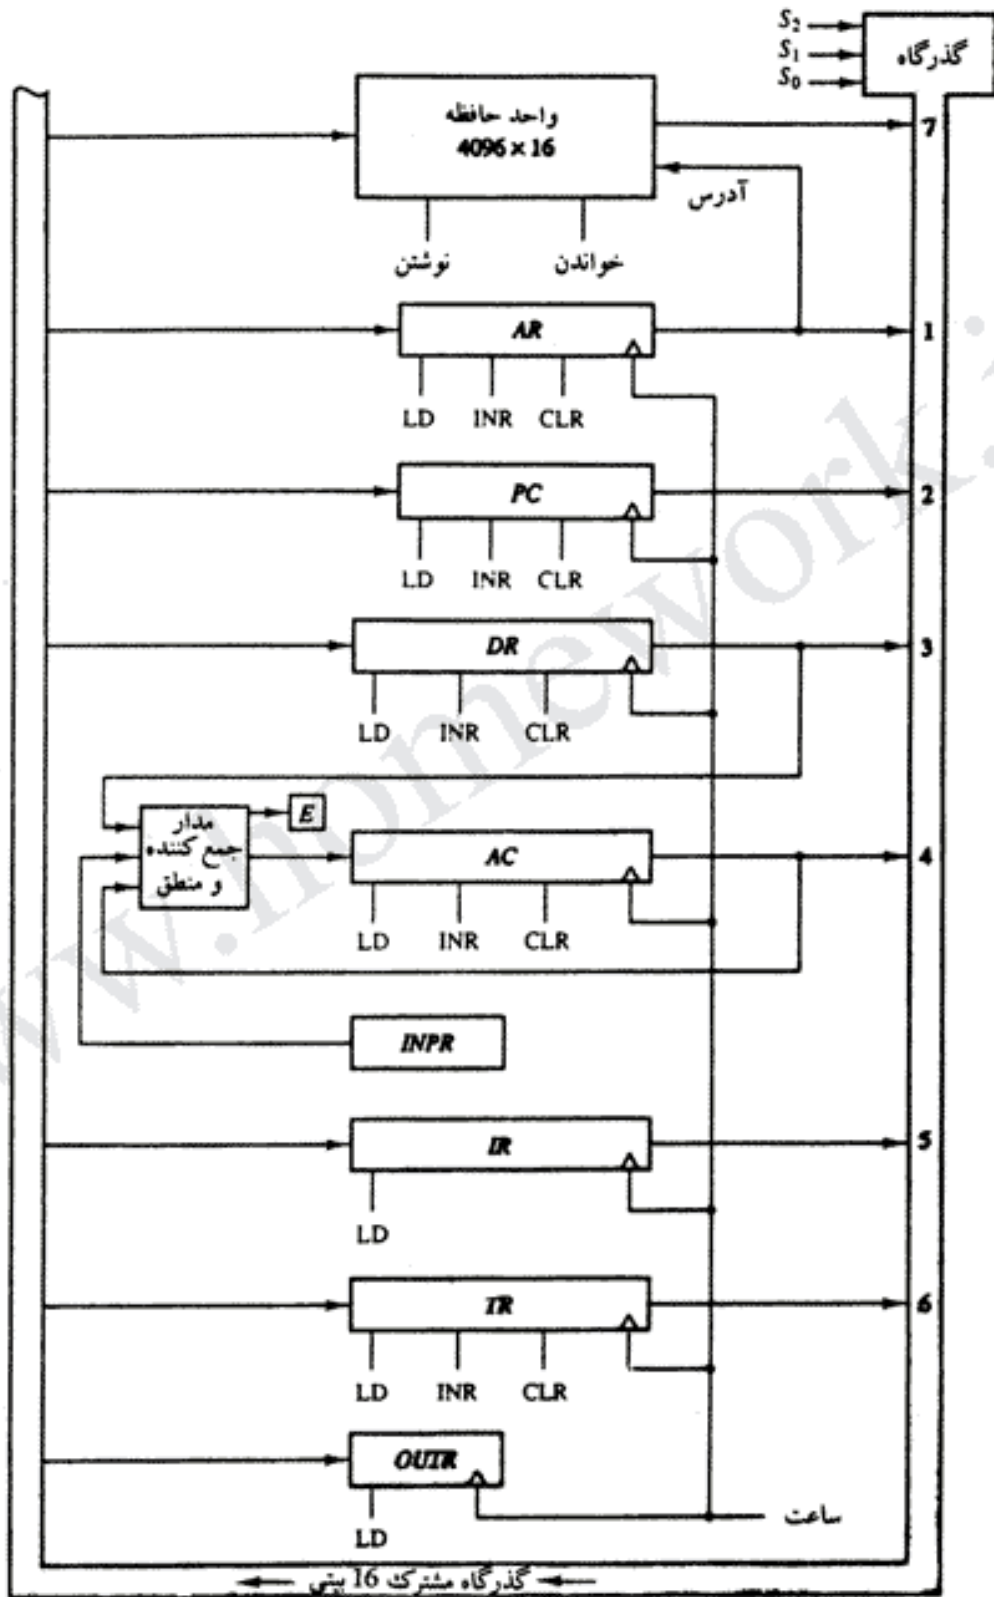 S₂
S₁
S₀
گذرگاه
واحد حافظه
4096 × 16
7
آدرس
نوشتن
خواندن
AR
1
LD INR CLR
PC
2
LD INR CLR
DR
3
LD INR CLR
مدار
جمع کننده
و منطق
E
AC
4
LD INR CLR
INPR
IR
5
LD
TR
6
LD INR CLR
OUTR
LD
ساعت
گذرگاه مشترک 16 بیتی
www.homework.i